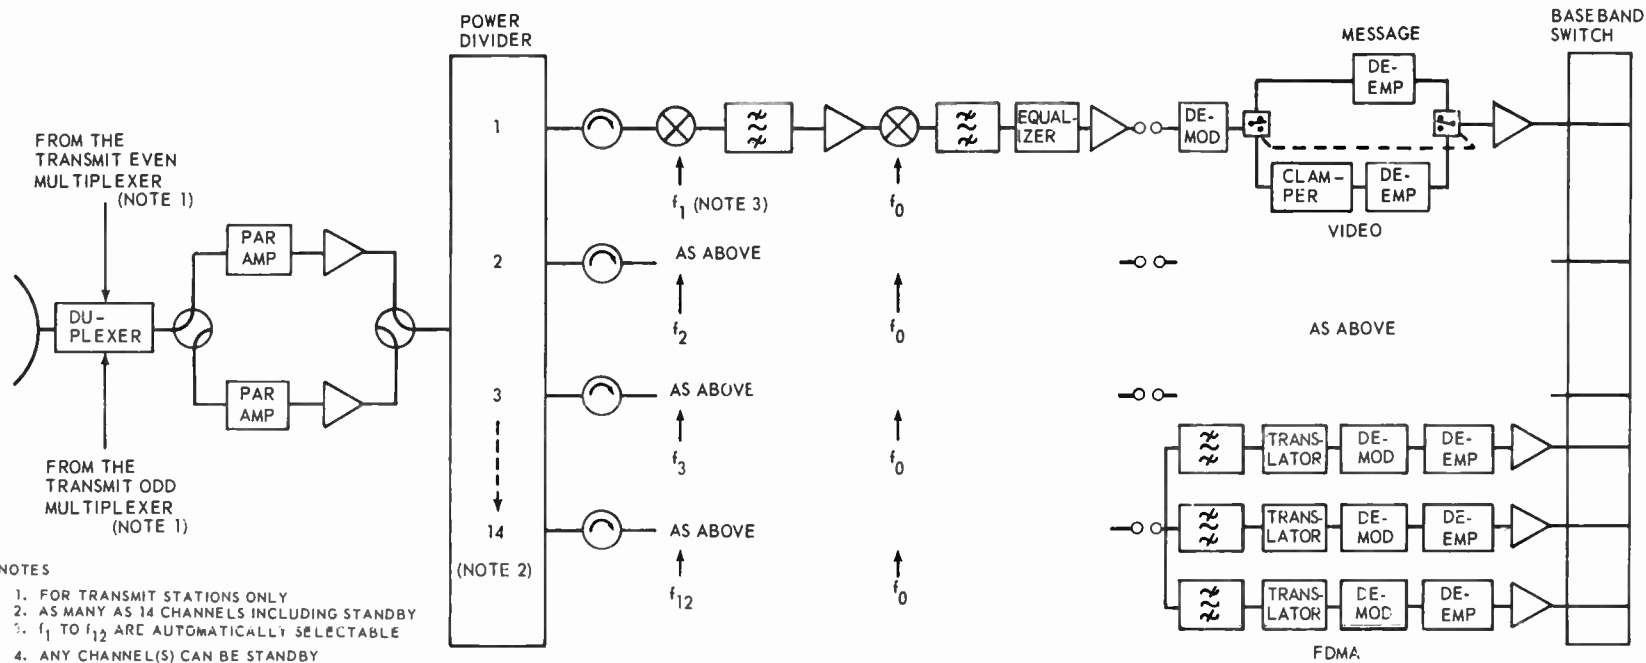 POWER
DIVIDER
MESSAGE
BASEBAND
SWITCH
FROM THE
TRANSMIT EVEN
MULTIPLEXER
(NOTE 1)
1
EQUAL-
IZER
DE-
MOD
DE-
EMP
CLAM-
PER
DE-
EMP
VIDEO
f1 (NOTE 3)
f0
PAR
AMP
2
AS ABOVE
f2
f0
AS ABOVE
DU-
PLEXER
PAR
AMP
3
AS ABOVE
f3
f0
FROM THE
TRANSMIT ODD
MULTIPLEXER
(NOTE 1)
14
AS ABOVE
(NOTE 2)
f12
f0
TRANS-
LATOR
DE-
MOD
DE-
EMP
TRANS-
LATOR
DE-
MOD
DE-
EMP
TRANS-
LATOR
DE-
MOD
DE-
EMP
FDMA
NOTES
1. FOR TRANSMIT STATIONS ONLY
2. AS MANY AS 14 CHANNELS INCLUDING STANDBY
3. f1 TO f12 ARE AUTOMATICALLY SELECTABLE
4. ANY CHANNEL(S) CAN BE STANDBY